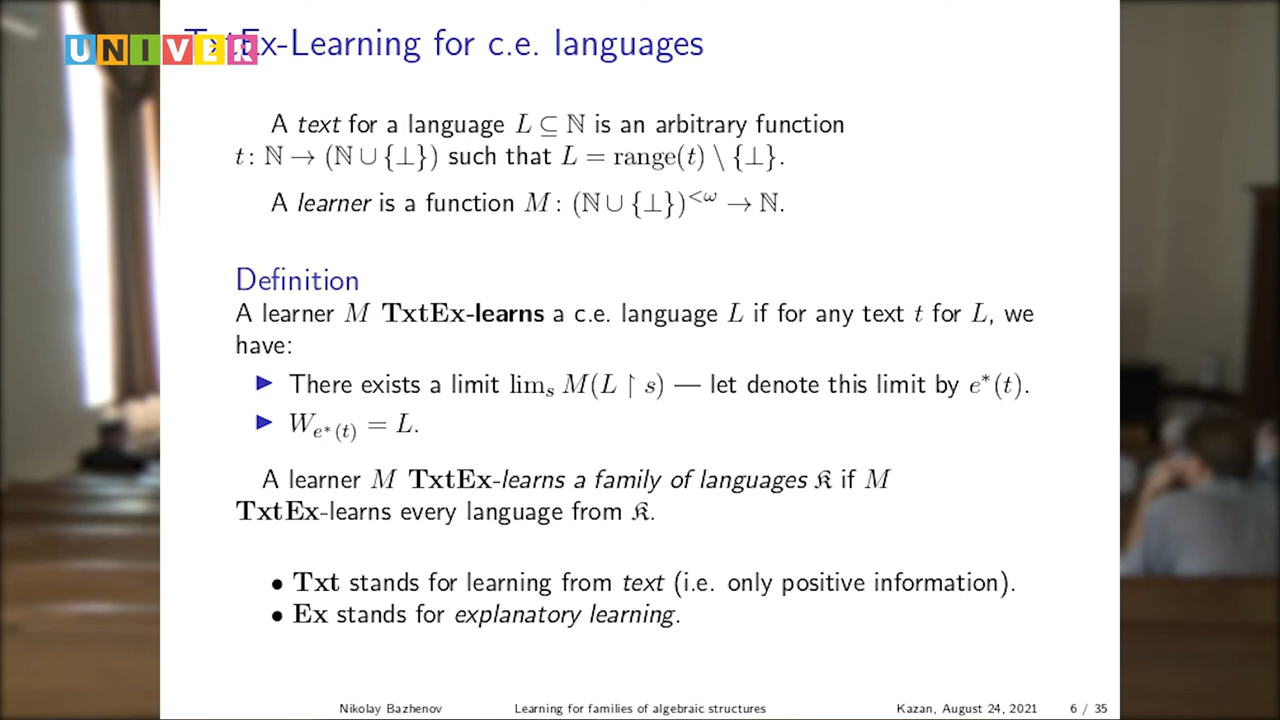 UNIVER
TxtEx-Learning for c.e. languages
A text for a language L ⊆ ℕ is an arbitrary function
t: ℕ → (ℕ ∪ {⊥}) such that L = range(t) \ {⊥}.
A learner is a function M: (ℕ ∪ {⊥})^{<ω} → ℕ.
Definition
A learner M TxtEx-learns a c.e. language L if for any text t for L, we
have:
▶ There exists a limit lim_s M(L ↾ s) — let denote this limit by e*(t).
▶ W_{e*(t)} = L.
A learner M TxtEx-learns a family of languages 𝔎 if M
TxtEx-learns every language from 𝔎.
• Txt stands for learning from text (i.e. only positive information).
• Ex stands for explanatory learning.
Nikolay Bazhenov Learning for families of algebraic structures Kazan, August 24, 2021 6 / 35